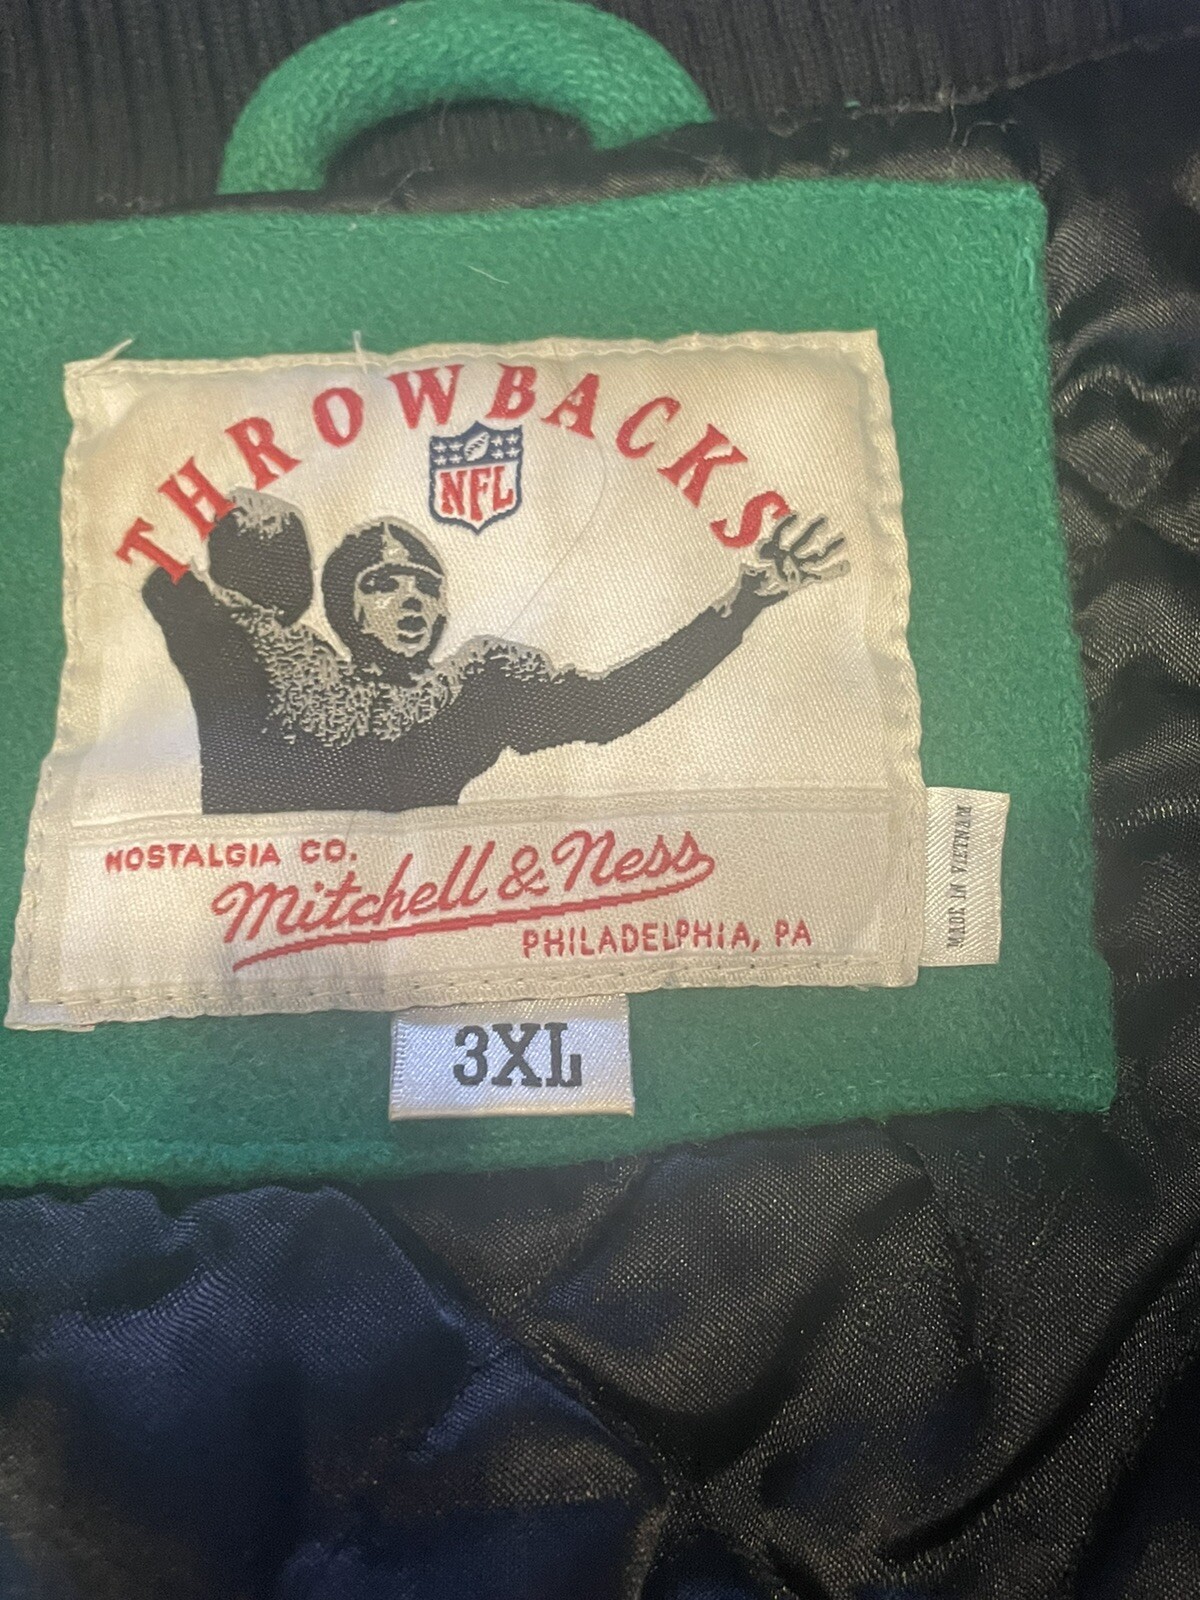 THROWBACKS
NFL
NOSTALGIA CO.
Mitchell & Ness
PHILADELPHIA, PA
MADE IN VIETNAM
3XL